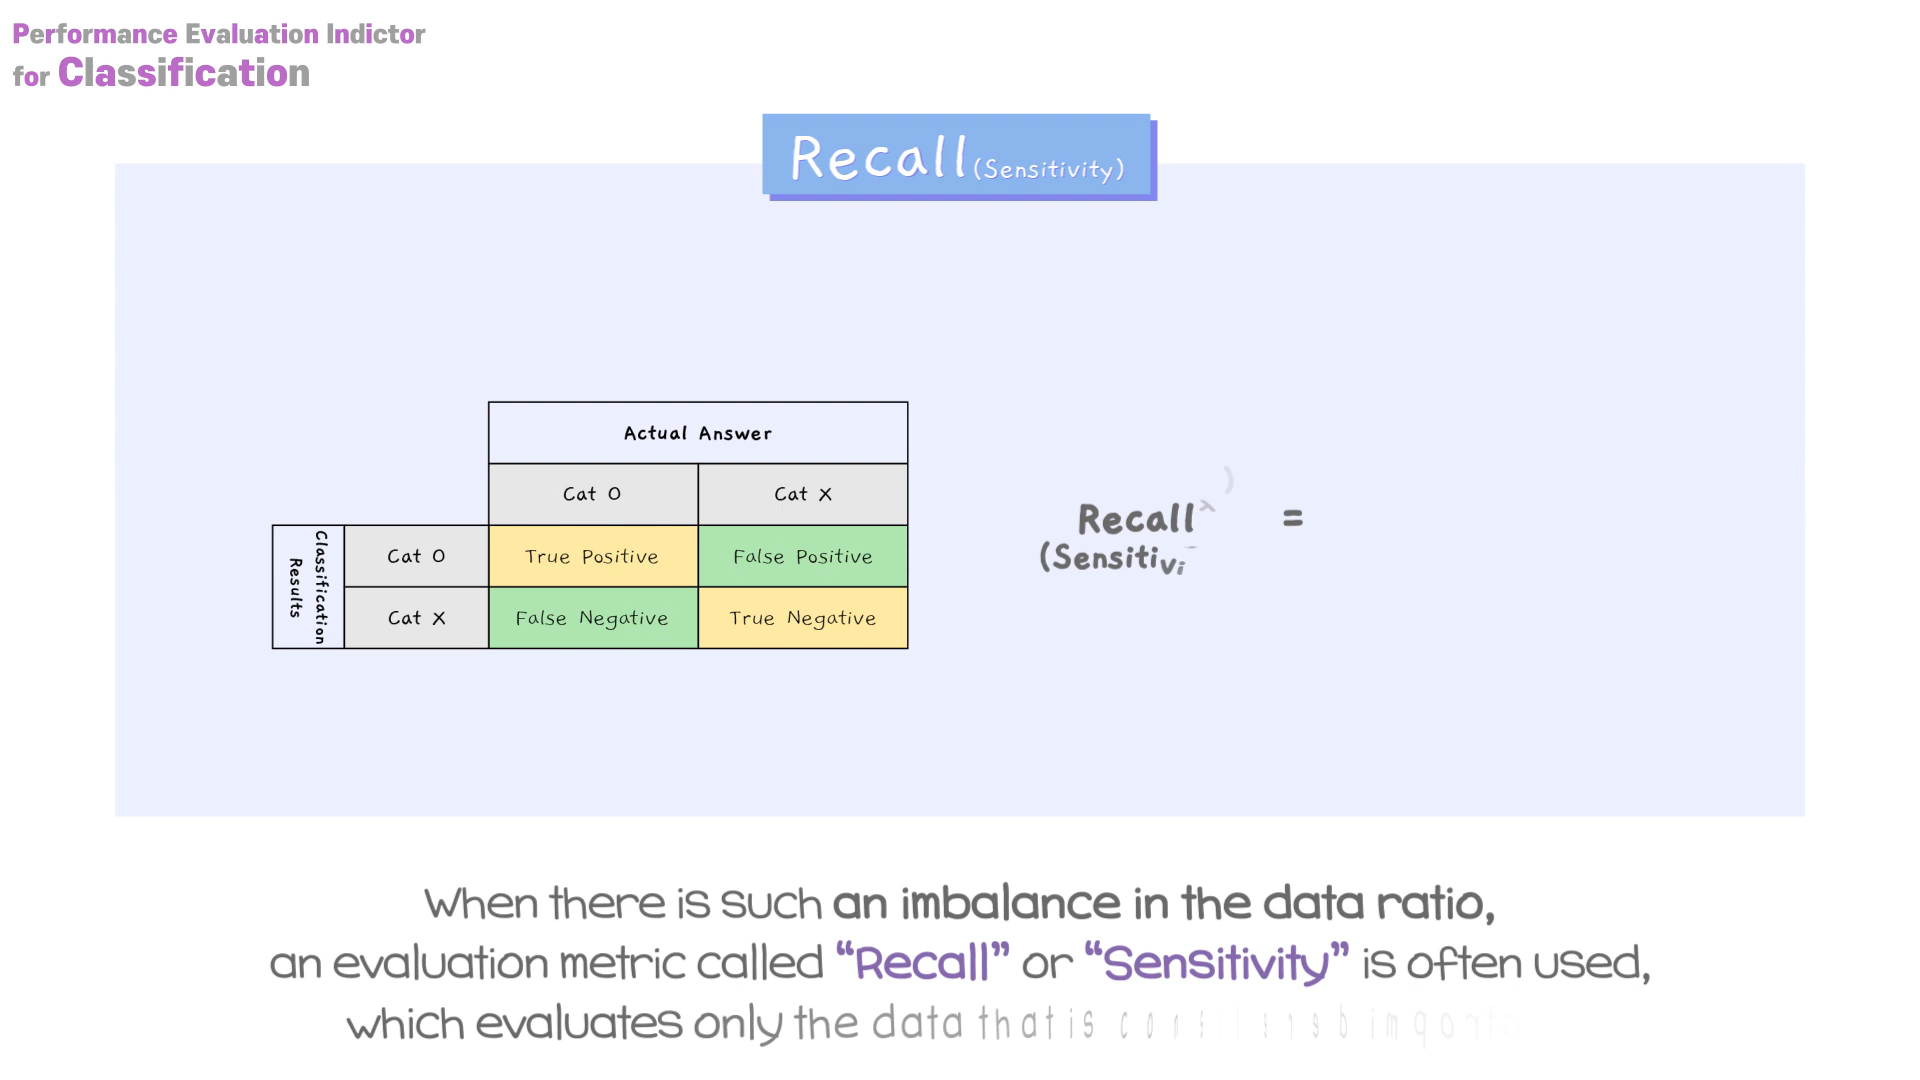 Performance Evaluation Indictor
for Classification
Recall (Sensitivity)
Actual Answer
Cat O Cat X
Classification
Results
Cat O True Positive False Positive
Cat X False Negative True Negative
Recall =
(Sensitivi
When there is such an imbalance in the data ratio,
an evaluation metric called “Recall” or “Sensitivity” is often used,
which evaluates only the data that is